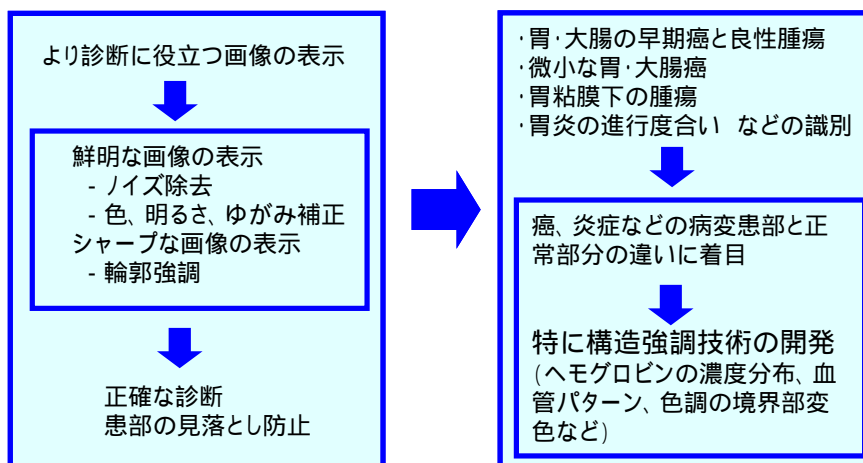 より診断に役立つ画像の表示
鮮明な画像の表示
- ノイズ除去
- 色、明るさ、ゆがみ補正
シャープな画像の表示
- 輪郭強調
正確な診断
患部の見落とし防止
・胃・大腸の早期癌と良性腫瘍
・微小な胃・大腸癌
・胃粘膜下の腫瘍
・胃炎の進行度合い などの識別
癌、炎症などの病変患部と正
常部分の違いに着目
特に構造強調技術の開発
(ヘモグロビンの濃度分布、血
管パターン、色調の境界部変
色など)